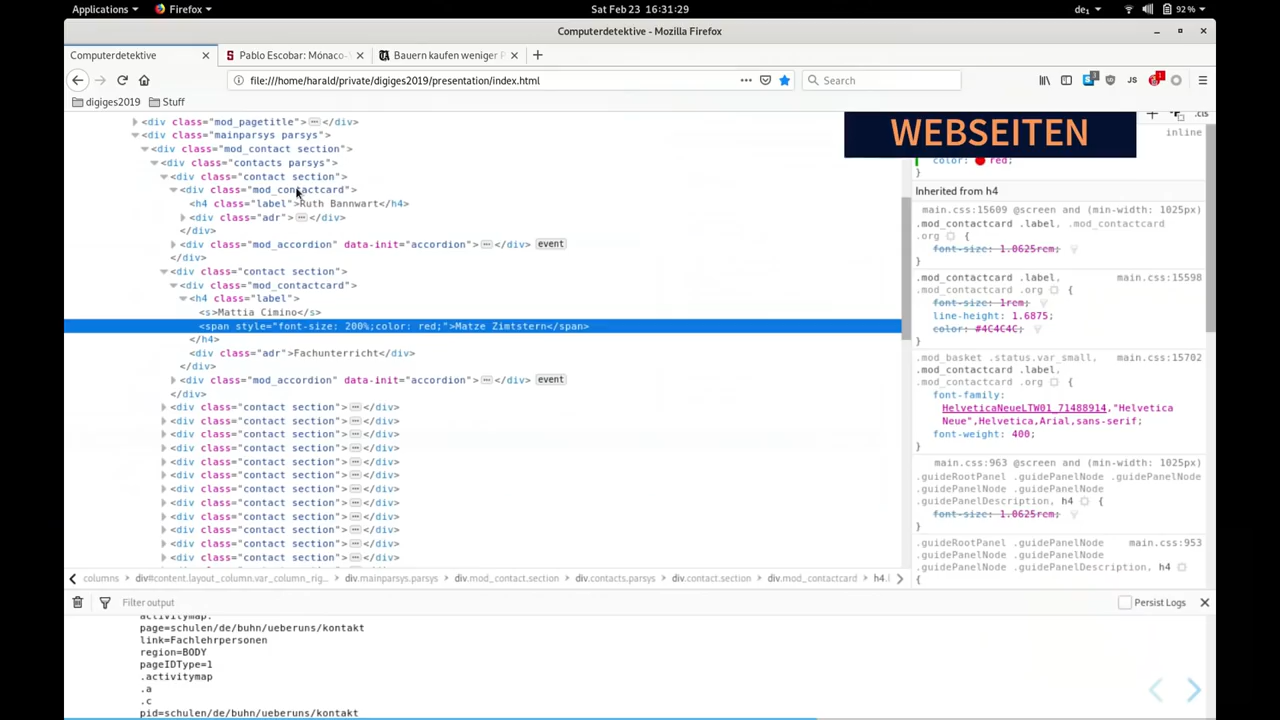 Applications
Firefox
Sat Feb 23 16:31:29
de₁
92 %
Computerdetektive - Mozilla Firefox
Computerdetektive
Pablo Escobar: Mónaco-
Bauern kaufen weniger P
file:///home/harald/private/digiges2019/presentation/index.html
Search
JS
digiges2019
Stuff
WEBSEITEN
<div class="mod_pagetitle"></div>
<div class="mainparsys parsys">
<div class="mod_contact section">
<div class="contacts parsys">
<div class="contact section">
<div class="mod_contactcard">
<h4 class="label">Ruth Bannwart</h4>
<div class="adr"></div>
</div>
<div class="mod_accordion" data-init="accordion"></div> event
</div>
<div class="contact section">
<div class="mod_contactcard">
<h4 class="label">
<s>Mattia Cimino</s>
<span style="font-size: 200%;color: red;">Matze Zimtstern</span>
</h4>
<div class="adr">Fachunterricht</div>
</div>
<div class="mod_accordion" data-init="accordion"></div> event
</div>
<div class="contact section"></div>
<div class="contact section"></div>
<div class="contact section"></div>
<div class="contact section"></div>
<div class="contact section"></div>
<div class="contact section"></div>
<div class="contact section"></div>
<div class="contact section"></div>
<div class="contact section"></div>
<div class="contact section"></div>
<div class="contact section"></div>
<div class="contact section"></div>
columns
div#content.layout_column.var_column_rig...
div.mainparsys.parsys
div.mod_contact.section
div.contacts.parsys
div.contact.section
div.mod_contactcard
h4.l
.cls
inline
color: red;
}
Inherited from h4
main.css:15609 @screen and (min-width: 1025px)
.mod_contactcard .label, .mod_contactcard
.org {
font-size: 1.0625rem;
}
.mod_contactcard .label, main.css:15598
.mod_contactcard .org {
font-size: 1rem;
line-height: 1.6875;
color: #4C4C4C;
}
.mod_basket .status.var_small, main.css:15702
.mod_contactcard .label,
.mod_contactcard .org {
font-family:
HelveticaNeueLTW01_71488914,"Helvetica
Neue",Helvetica,Arial,sans-serif;
font-weight: 400;
}
main.css:963 @screen and (min-width: 1025px)
.guideRootPanel .guidePanelNode .guidePanelNode
.guidePanelNode .guidePanelNode
.guidePanelDescription, h4 {
font-size: 1.0625rem;
}
.guideRootPanel .guidePanelNode main.css:953
.guidePanelNode .guidePanelNode
.guidePanelNode .guidePanelDescription, h4
{
Filter output
Persist Logs
activitymap.
page=schulen/de/buhn/ueberuns/kontakt
link=Fachlehrpersonen
region=BODY
pageIDType=1
.activitymap
.a
.c
pid=schulen/de/buhn/ueberuns/kontakt